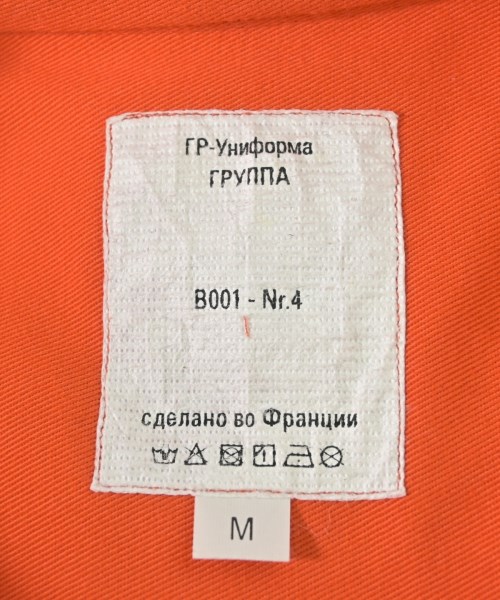 ГР-Униформа
ГРУППА
B001 - Nr.4
сделано во Франции
M